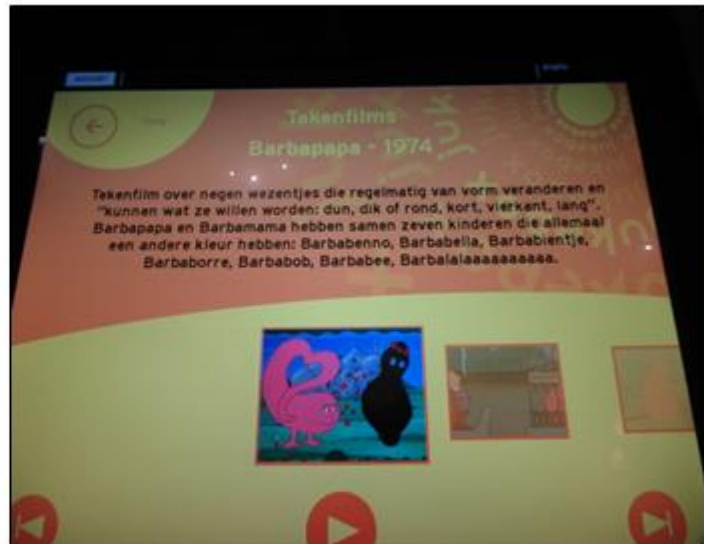 Tekenfilms
Barbapapa - 1974
Tekenfilm over negen wezentjes die regelmatig van vorm veranderen en
"kunnen wat ze willen worden: dun, dik of rond, kort, vierkant, lang".
Barbapapa en Barbamama hebben samen zeven kinderen die allemaal
een andere kleur hebben: Barbabenno, Barbabella, Barbabientje,
Barbaborre, Barbabob, Barbabee, Barbalalaaaaaaaaaa.